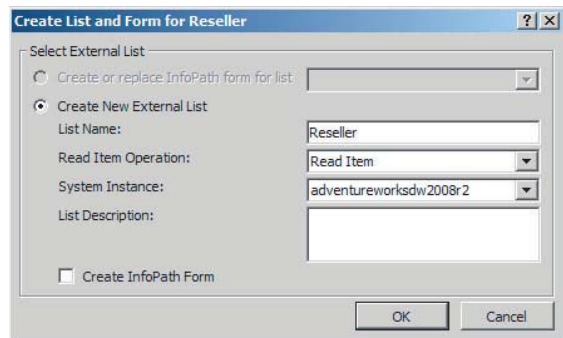 Create List and Form for Reseller
Select External List
Create or replace InfoPath form for list
Create New External List
List Name: Reseller
Read Item Operation: Read Item
System Instance: adventureworksdw2008r2
List Description:
Create InfoPath Form
OK Cancel